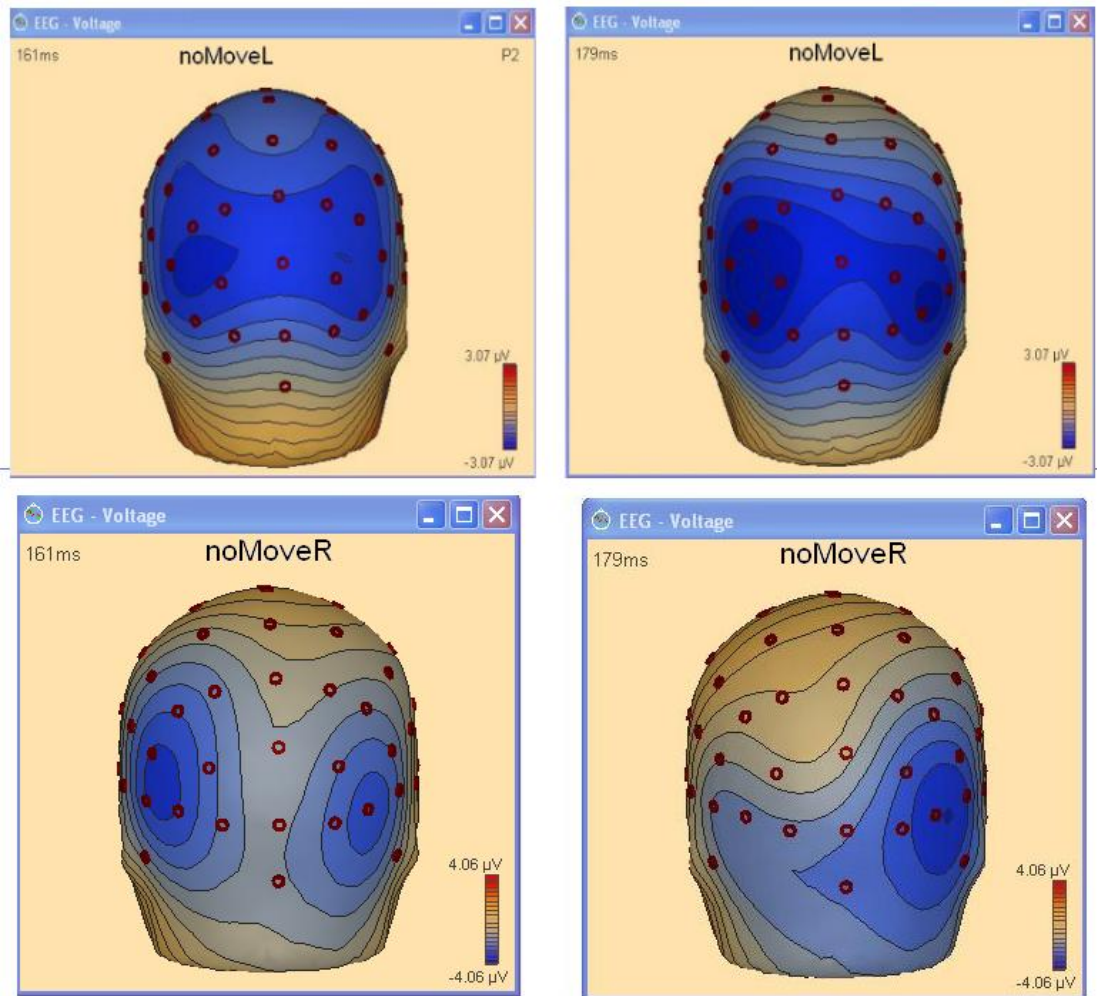 EEG - Voltage
161ms
noMoveL
P2
3.07 µV
-3.07 µV
EEG - Voltage
179ms
noMoveL
3.07 µV
-3.07 µV
EEG - Voltage
161ms
noMoveR
4.06 µV
-4.06 µV
EEG - Voltage
179ms
noMoveR
4.06 µV
-4.06 µV